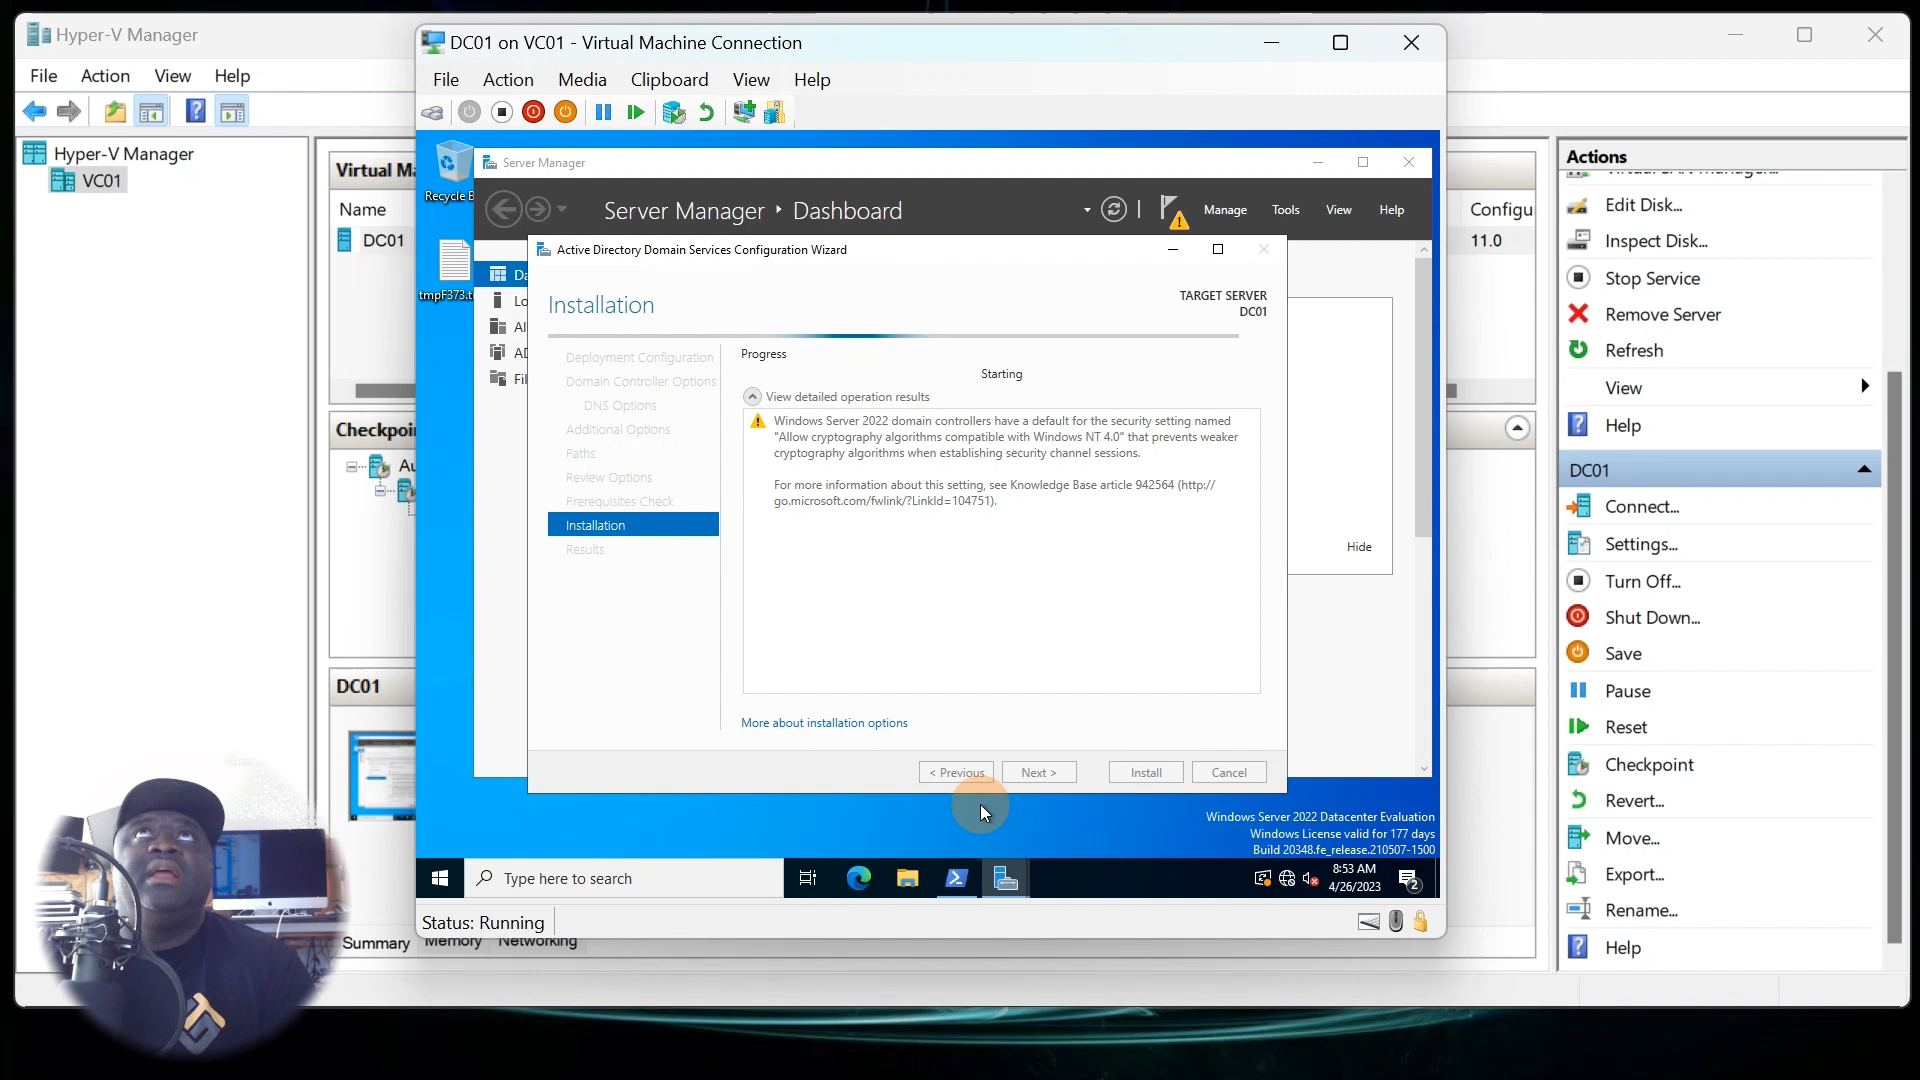 Hyper-V Manager
File Action View Help
Hyper-V Manager
VC01
Virtual Ma
Name
DC01
Checkpoi
Au
DC01
Summary Memory Networking
DC01 on VC01 - Virtual Machine Connection
File Action Media Clipboard View Help
Recycle B
tmpF373.t
Server Manager
Server Manager ‣ Dashboard
Manage Tools View Help
Da
Lo
Al
AD
Fil
Active Directory Domain Services Configuration Wizard
Installation
TARGET SERVER
DC01
Deployment Configuration
Domain Controller Options
DNS Options
Additional Options
Paths
Review Options
Prerequisites Check
Installation
Results
Progress
Starting
View detailed operation results
Windows Server 2022 domain controllers have a default for the security setting named
"Allow cryptography algorithms compatible with Windows NT 4.0" that prevents weaker
cryptography algorithms when establishing security channel sessions.
For more information about this setting, see Knowledge Base article 942564 (http://
go.microsoft.com/fwlink/?LinkId=104751).
More about installation options
< Previous Next > Install Cancel
Hide
Windows Server 2022 Datacenter Evaluation
Windows License valid for 177 days
Build 20348.fe_release.210507-1500
Type here to search
8:53 AM
4/26/2023
2
Status: Running
Configu
11.0
Actions
Edit Disk...
Inspect Disk...
Stop Service
Remove Server
Refresh
View
Help
DC01
Connect...
Settings...
Turn Off...
Shut Down...
Save
Pause
Reset
Checkpoint
Revert...
Move...
Export...
Rename...
Help